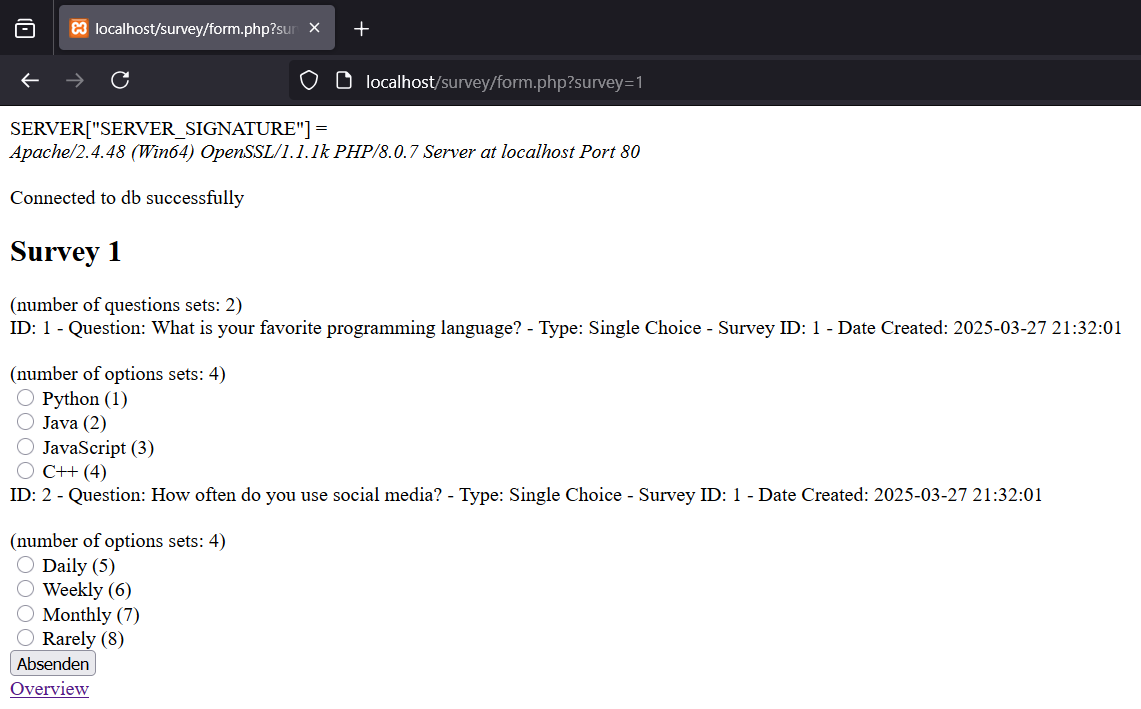 localhost/survey/form.php?sur
localhost/survey/form.php?survey=1
SERVER["SERVER_SIGNATURE"] =
Apache/2.4.48 (Win64) OpenSSL/1.1.1k PHP/8.0.7 Server at localhost Port 80
Connected to db successfully
Survey 1
(number of questions sets: 2)
ID: 1 - Question: What is your favorite programming language? - Type: Single Choice - Survey ID: 1 - Date Created: 2025-03-27 21:32:01
(number of options sets: 4)
Python (1)
Java (2)
JavaScript (3)
C++ (4)
ID: 2 - Question: How often do you use social media? - Type: Single Choice - Survey ID: 1 - Date Created: 2025-03-27 21:32:01
(number of options sets: 4)
Daily (5)
Weekly (6)
Monthly (7)
Rarely (8)
Absenden
Overview